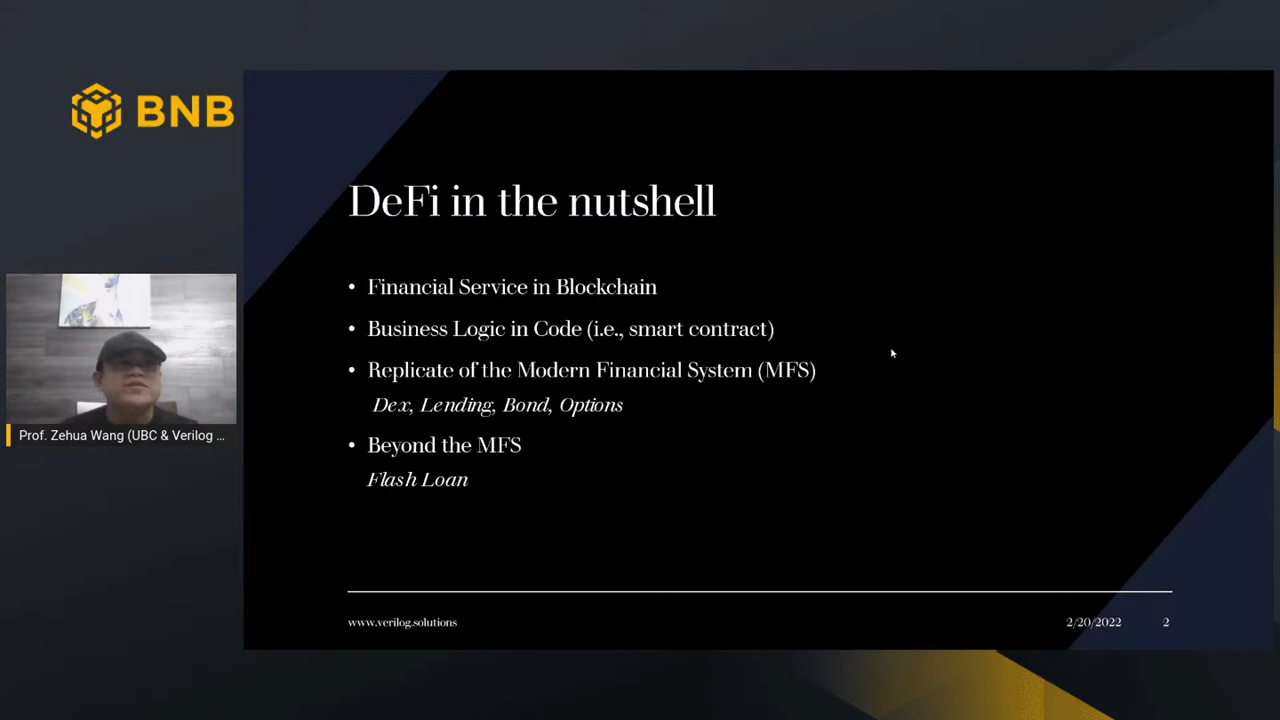 BNB
DeFi in the nutshell
• Financial Service in Blockchain
• Business Logic in Code (i.e., smart contract)
• Replicate of the Modern Financial System (MFS)
Dex, Lending, Bond, Options
• Beyond the MFS
Flash Loan
Prof. Zehua Wang (UBC & Verilog ...
www.verilog.solutions
2/20/2022
2